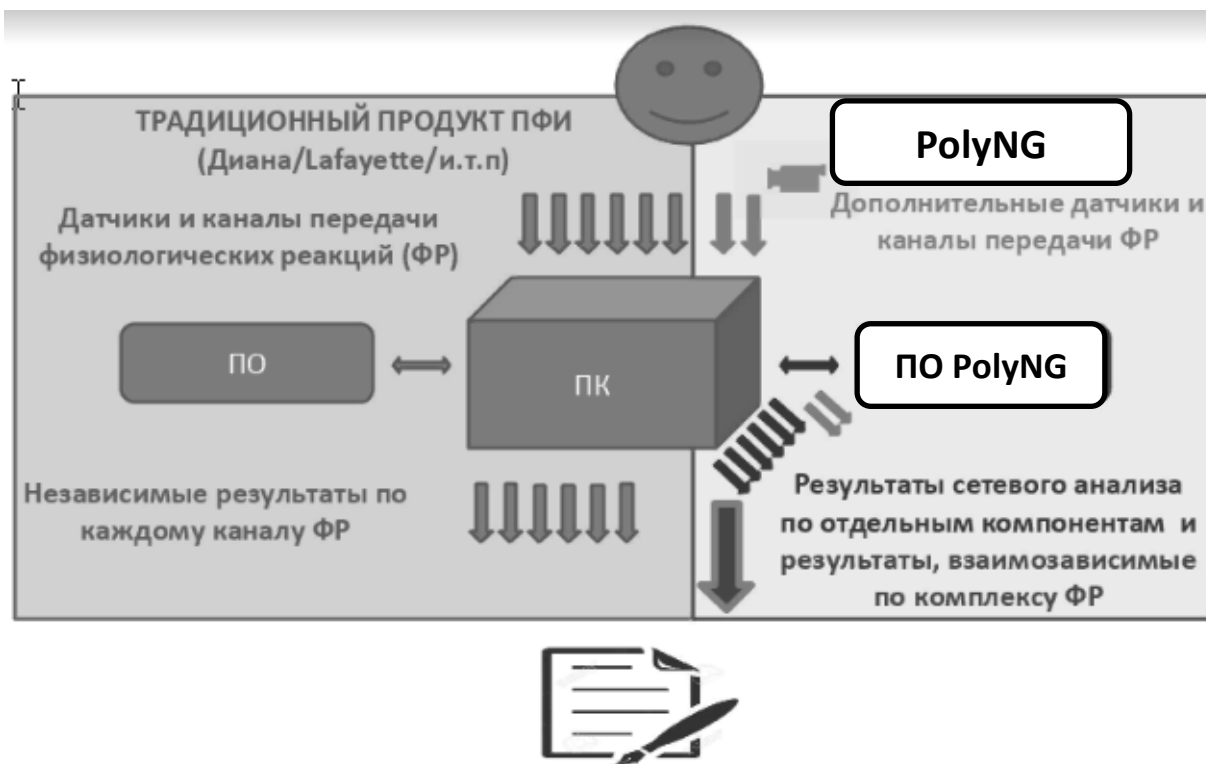 ТРАДИЦИОННЫЙ ПРОДУКТ ПФИ
(Диана/Lafayette/и.т.п)
Датчики и каналы передачи
физиологических реакций (ФР)
ПО
ПК
Независимые результаты по
каждому каналу ФР
PolyNG
Дополнительные датчики и
каналы передачи ФР
ПО PolyNG
Результаты сетевого анализа
по отдельным компонентам и
результаты, взаимозависимые
по комплексу ФР